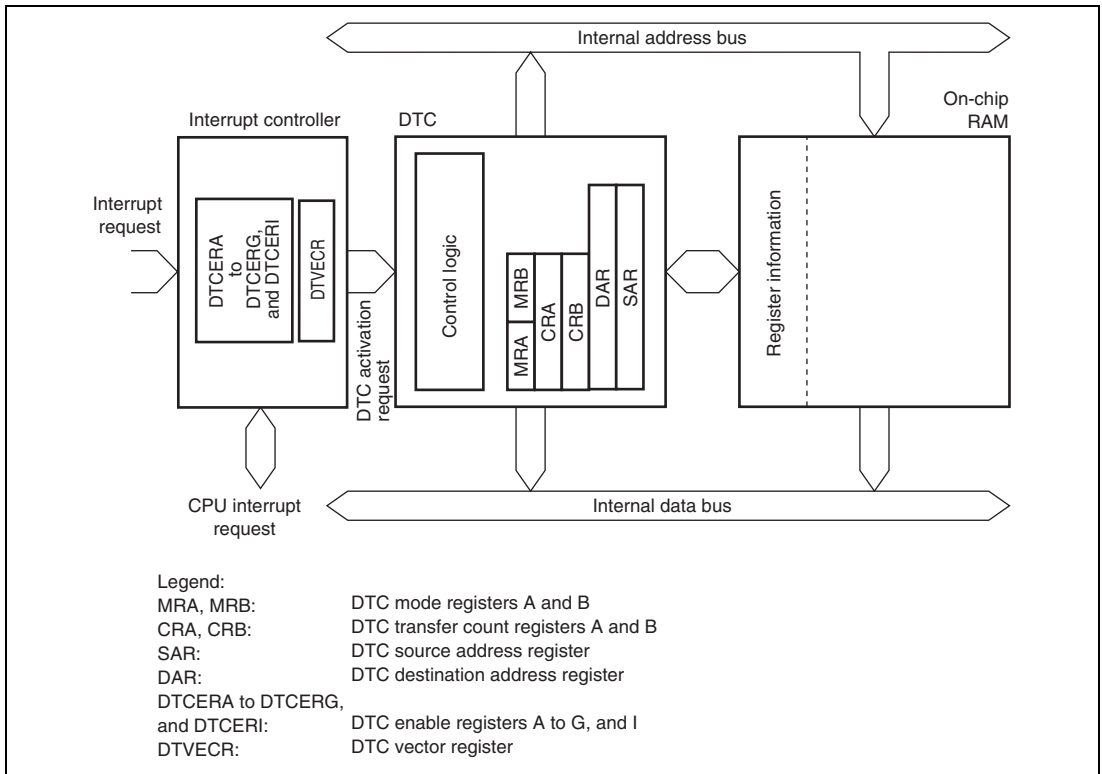 Internal address bus
On-chip
RAM
Interrupt controller
DTC
Interrupt
request
DTCERA
to
DTCERG,
and DTCERI
DTVECR
DTC activation
request
Control logic
MRA
MRB
CRA
CRB
DAR
SAR
Register information
CPU interrupt
request
Internal data bus
Legend:
MRA, MRB: DTC mode registers A and B
CRA, CRB: DTC transfer count registers A and B
SAR: DTC source address register
DAR: DTC destination address register
DTCERA to DTCERG,
and DTCERI: DTC enable registers A to G, and I
DTVECR: DTC vector register